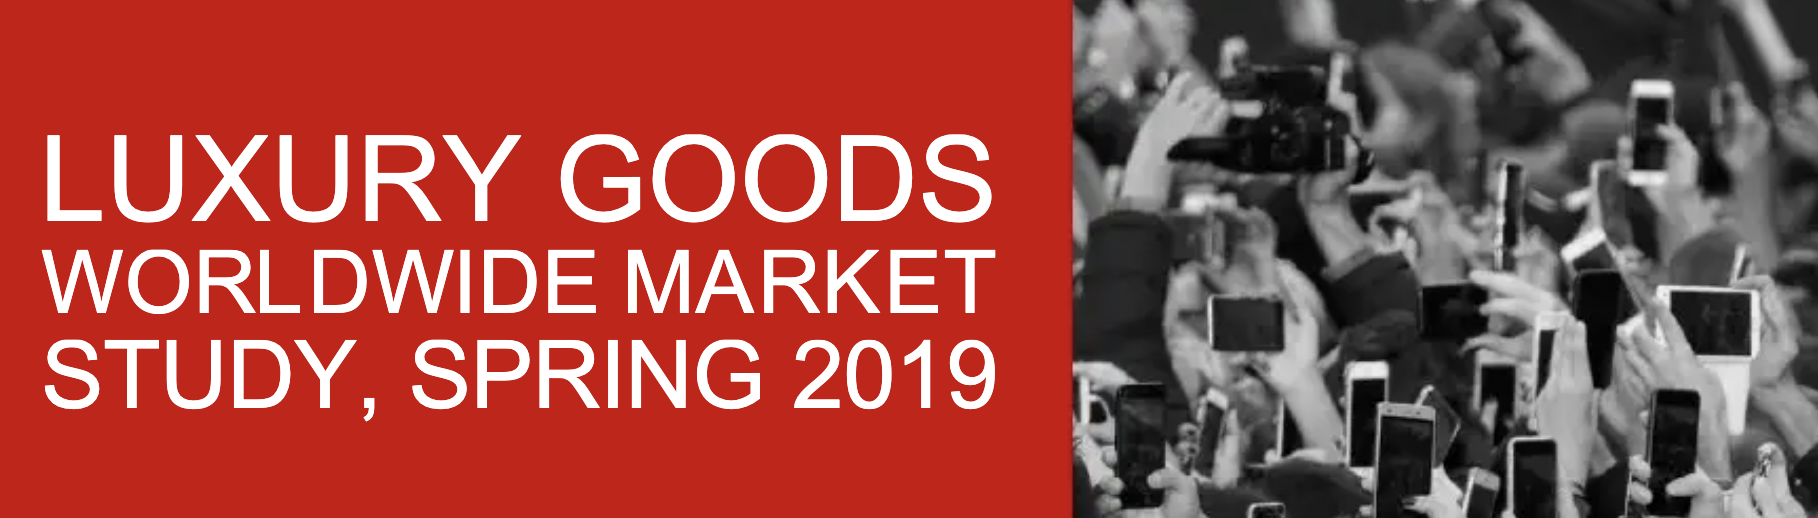 LUXURY GOODS
WORLDWIDE MARKET
STUDY, SPRING 2019